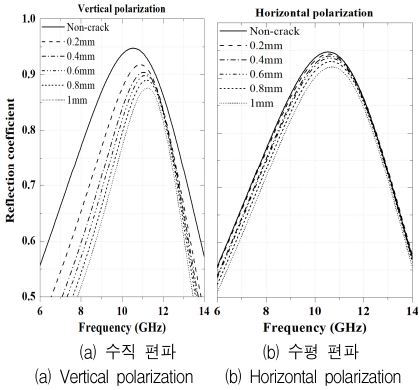 Vertical polarization
Reflection coefficient
1.0
0.9
0.8
0.7
0.6
0.5
Non-crack
0.2mm
0.4mm
0.6mm
0.8mm
1mm
6 8 10 12 14
Frequency (GHz)
(a) 수직 편파
(a) Vertical polarization
Horizontal polarization
Non-crack
0.2mm
0.4mm
0.6mm
0.8mm
1mm
6 8 10 12 14
Frequency (GHz)
(b) 수평 편파
(b) Horizontal polarization